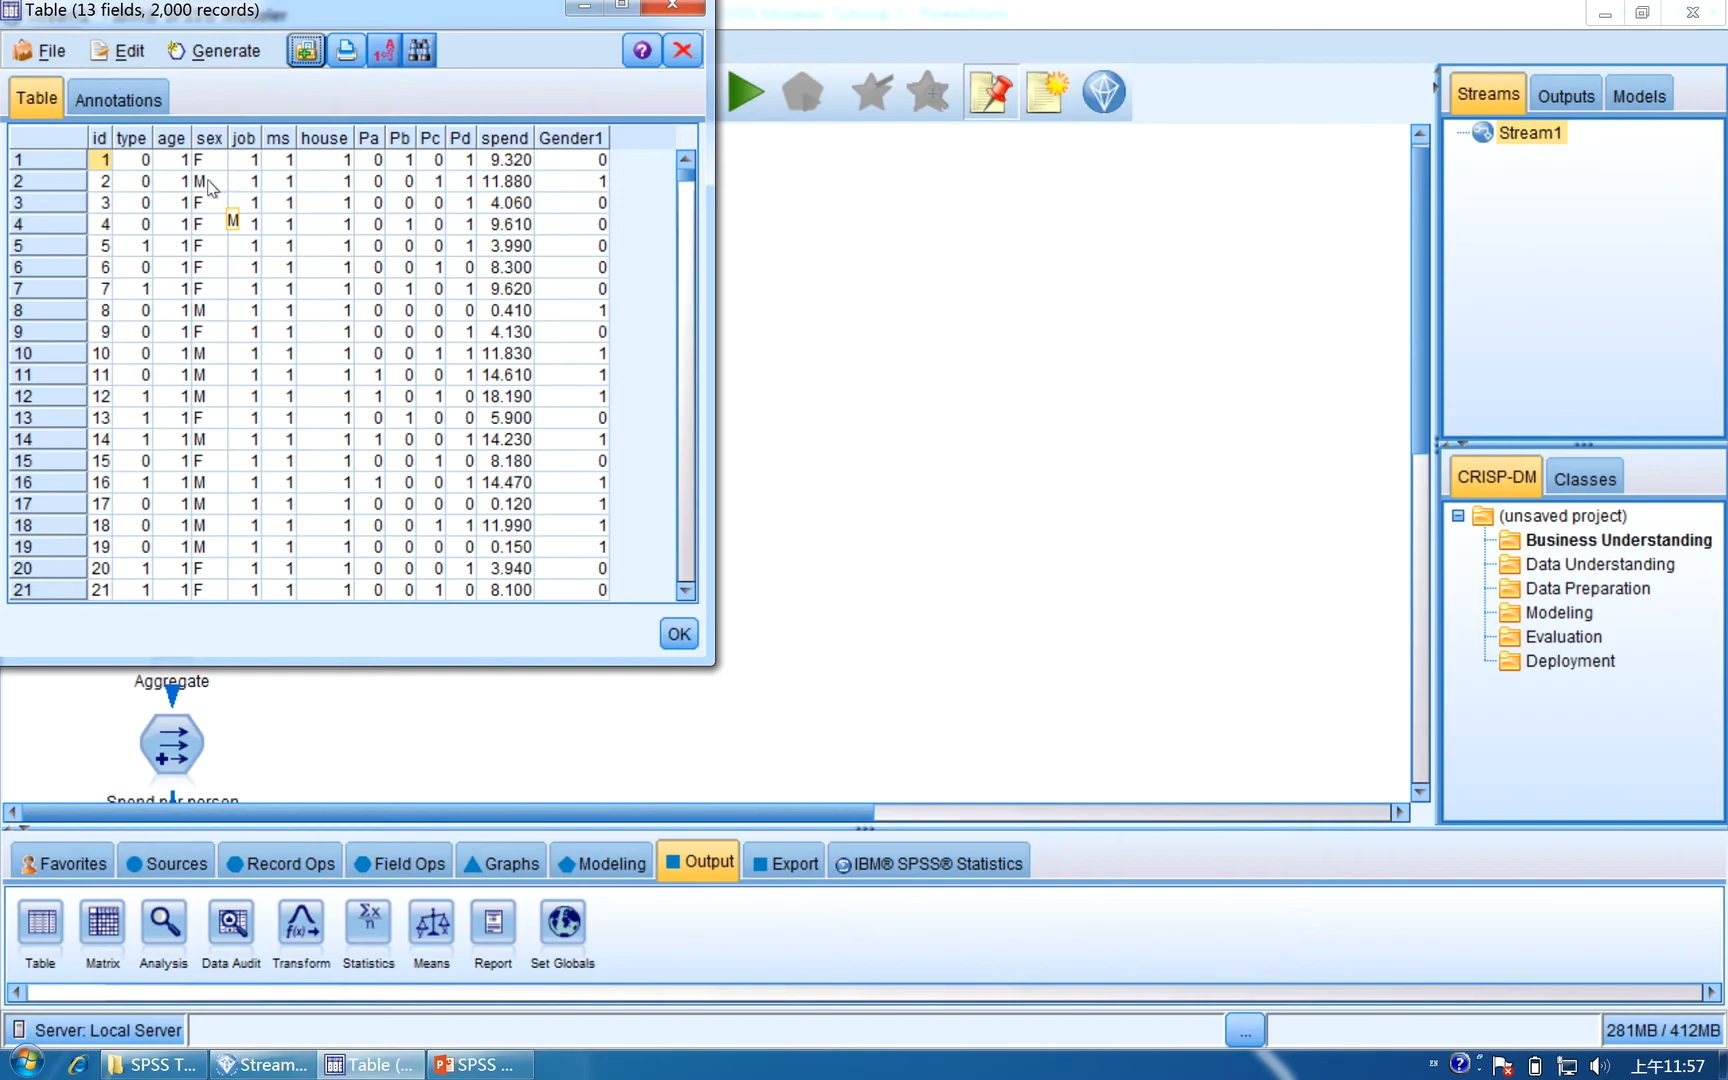 Table (13 fields, 2,000 records)
File Edit Generate
Table Annotations
id type age sex job ms house Pa Pb Pc Pd spend Gender1
1 1 0 1 F 1 1 1 0 1 0 1 9.320 0
2 2 0 1 M 1 1 1 0 0 1 1 11.880 1
3 3 0 1 F 1 1 1 0 0 0 1 4.060 0
4 4 0 1 F 1 1 1 0 1 0 1 9.610 0
5 5 1 1 F 1 1 1 0 0 0 1 3.990 0
6 6 0 1 F 1 1 1 0 0 1 0 8.300 0
7 7 1 1 F 1 1 1 0 1 0 1 9.620 0
8 8 0 1 M 1 1 1 0 0 0 0 0.410 1
9 9 0 1 F 1 1 1 0 0 0 1 4.130 0
10 10 0 1 M 1 1 1 0 0 1 1 11.830 1
11 11 0 1 M 1 1 1 1 0 0 1 14.610 1
12 12 1 1 M 1 1 1 1 0 1 0 18.190 1
13 13 1 1 F 1 1 1 0 1 0 0 5.900 0
14 14 1 1 M 1 1 1 1 0 0 1 14.230 1
15 15 0 1 F 1 1 1 0 0 1 0 8.180 0
16 16 1 1 M 1 1 1 1 0 0 1 14.470 1
17 17 0 1 M 1 1 1 0 0 0 0 0.120 1
18 18 0 1 M 1 1 1 0 0 1 1 11.990 1
19 19 0 1 M 1 1 1 0 0 0 0 0.150 1
20 20 1 1 F 1 1 1 0 0 0 1 3.940 0
21 21 1 1 F 1 1 1 0 0 1 0 8.100 0
M
OK
Aggregate
Spend per person
Streams Outputs Models
Stream1
CRISP-DM Classes
(unsaved project)
Business Understanding
Data Understanding
Data Preparation
Modeling
Evaluation
Deployment
Favorites Sources Record Ops Field Ops Graphs Modeling Output Export IBM® SPSS® Statistics
Table Matrix Analysis Data Audit Transform Statistics Means Report Set Globals
Server: Local Server ... 281MB / 412MB
SPSS T... Stream... Table (... SPSS ... EN 上午11:57